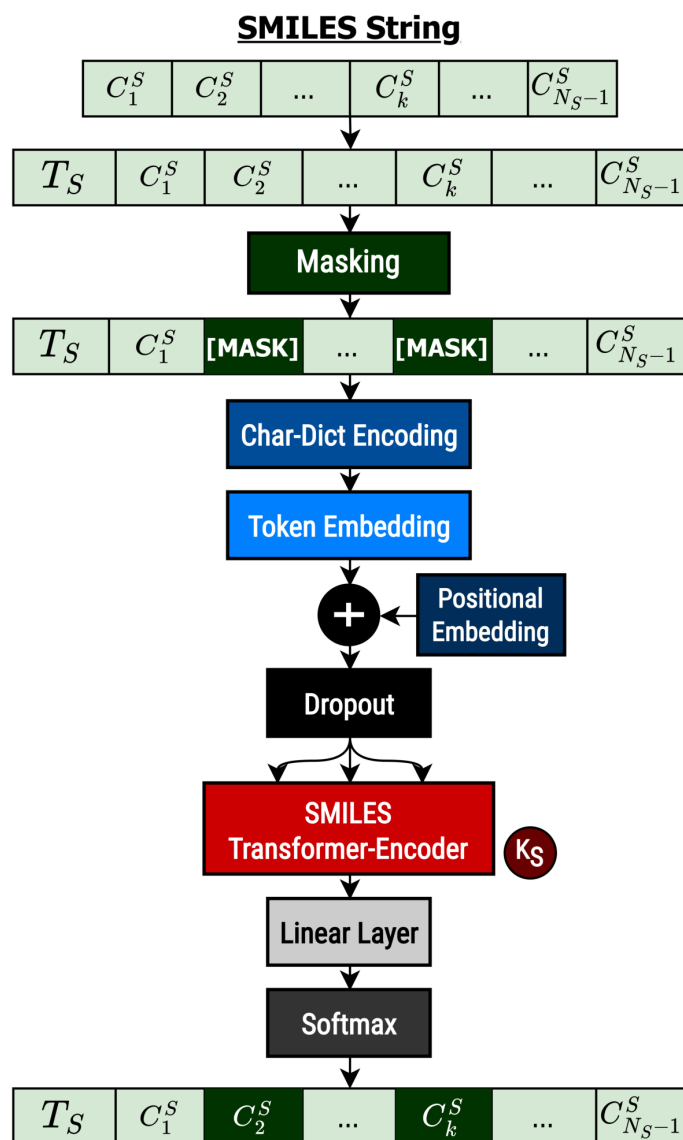 SMILES String
$C_1^S$ $C_2^S$ ... $C_k^S$ ... $C_{N_S-1}^S$
$T_S$ $C_1^S$ $C_2^S$ ... $C_k^S$ ... $C_{N_S-1}^S$
Masking
$T_S$ $C_1^S$ [MASK] ... [MASK] ... $C_{N_S-1}^S$
Char-Dict Encoding
Token Embedding
+
Positional
Embedding
Dropout
SMILES
Transformer-Encoder
$K_S$
Linear Layer
Softmax
$T_S$ $C_1^S$ $C_2^S$ ... $C_k^S$ ... $C_{N_S-1}^S$